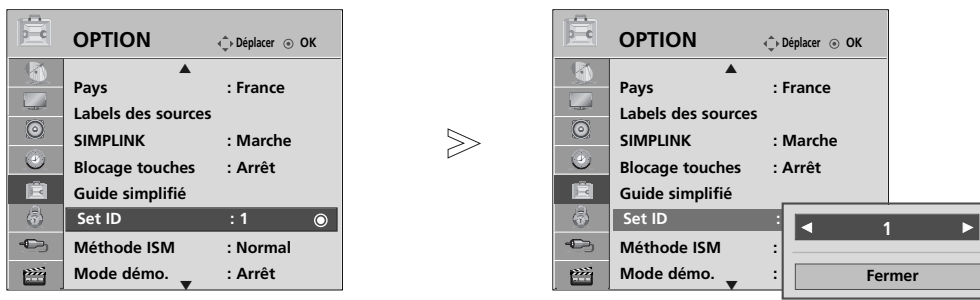 OPTION Déplacer OK
Pays : France
Labels des sources
SIMPLINK : Marche
Blocage touches : Arrêt
Guide simplifié
Set ID : 1
Méthode ISM : Normal
Mode démo. : Arrêt
OPTION Déplacer OK
Pays : France
Labels des sources
SIMPLINK : Marche
Blocage touches : Arrêt
Guide simplifié
Set ID :
Méthode ISM :
Mode démo. :
1
Fermer